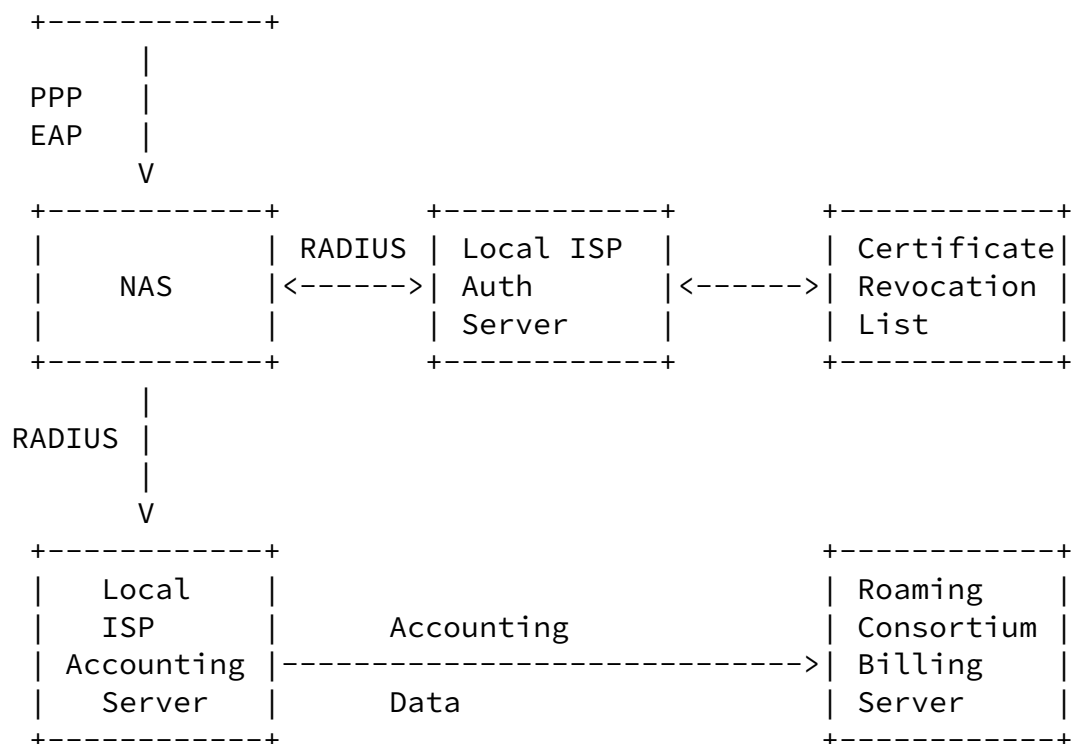 +------------+
|
PPP |
EAP |
V
+------------+ +------------+ +------------+
| | RADIUS | Local ISP | | Certificate|
| NAS |<------>| Auth |<------>| Revocation |
| | | Server | | List |
+------------+ +------------+ +------------+
|
RADIUS |
|
V
+------------+ +------------+
| Local | | Roaming |
| ISP | Accounting | Consortium |
| Accounting |------------------------------>| Billing |
| Server | Data | Server |
+------------+ +------------+